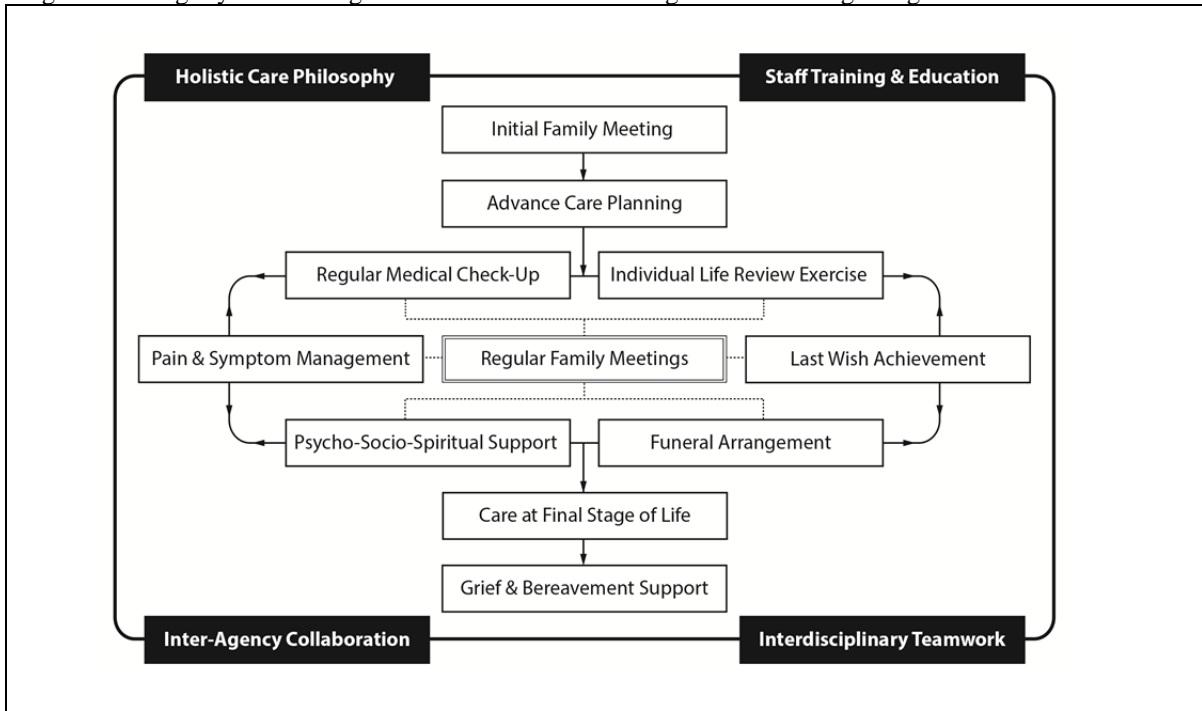 Holistic Care Philosophy
Staff Training & Education
Initial Family Meeting
Advance Care Planning
Regular Medical Check-Up
Individual Life Review Exercise
Pain & Symptom Management
Regular Family Meetings
Last Wish Achievement
Psycho-Socio-Spiritual Support
Funeral Arrangement
Care at Final Stage of Life
Grief & Bereavement Support
Inter-Agency Collaboration
Interdisciplinary Teamwork